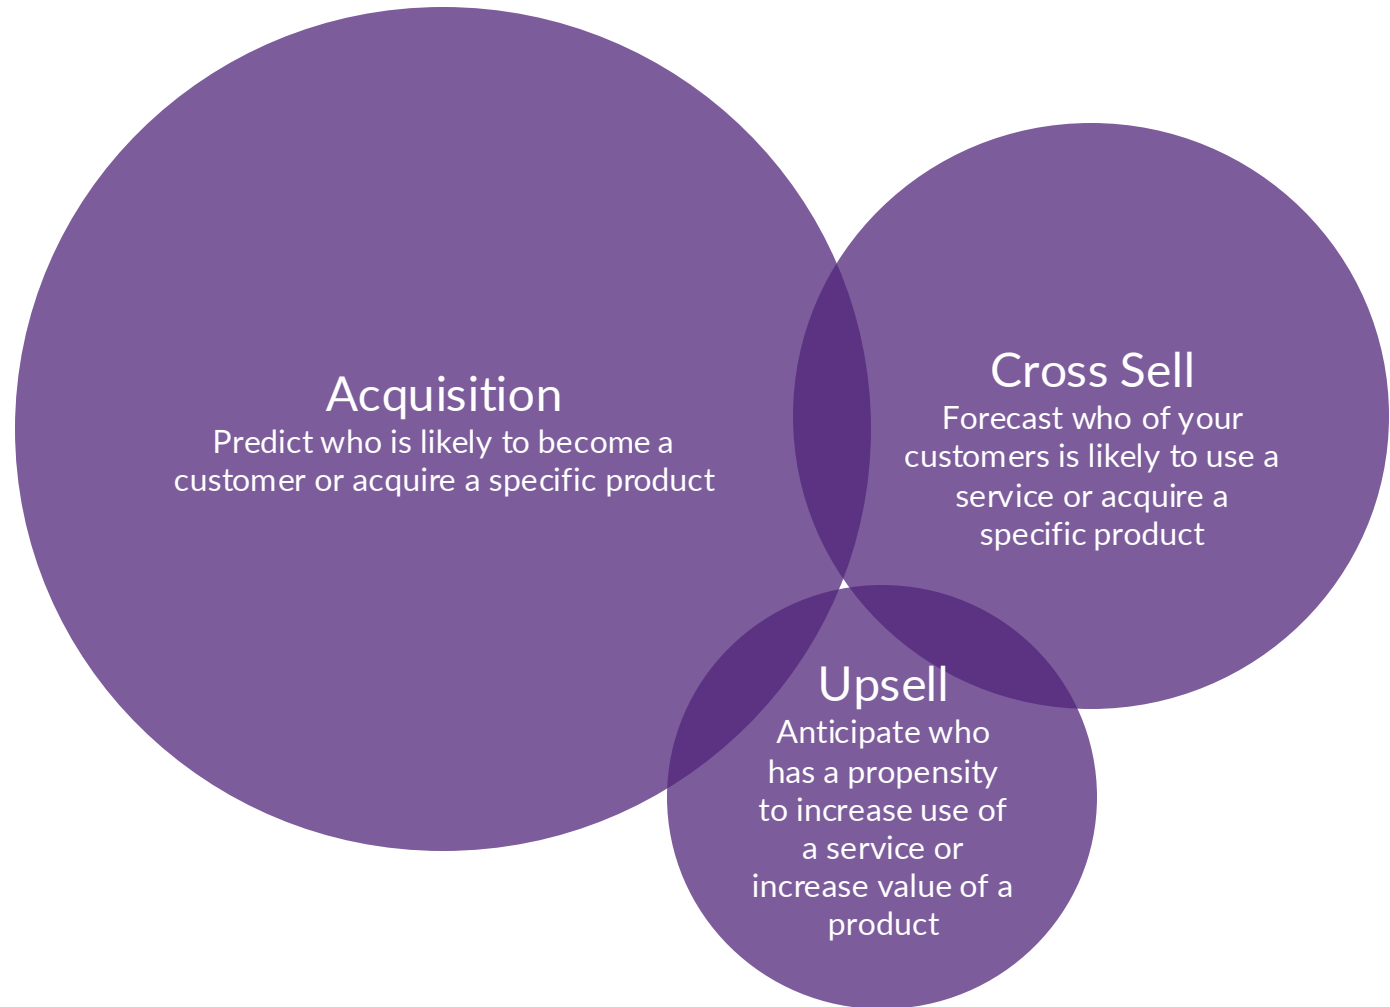 Acquisition
Predict who is likely to become a
customer or acquire a specific product
Cross Sell
Forecast who of your
customers is likely to use a
service or acquire a
specific product
Upsell
Anticipate who
has a propensity
to increase use of
a service or
increase value of a
product